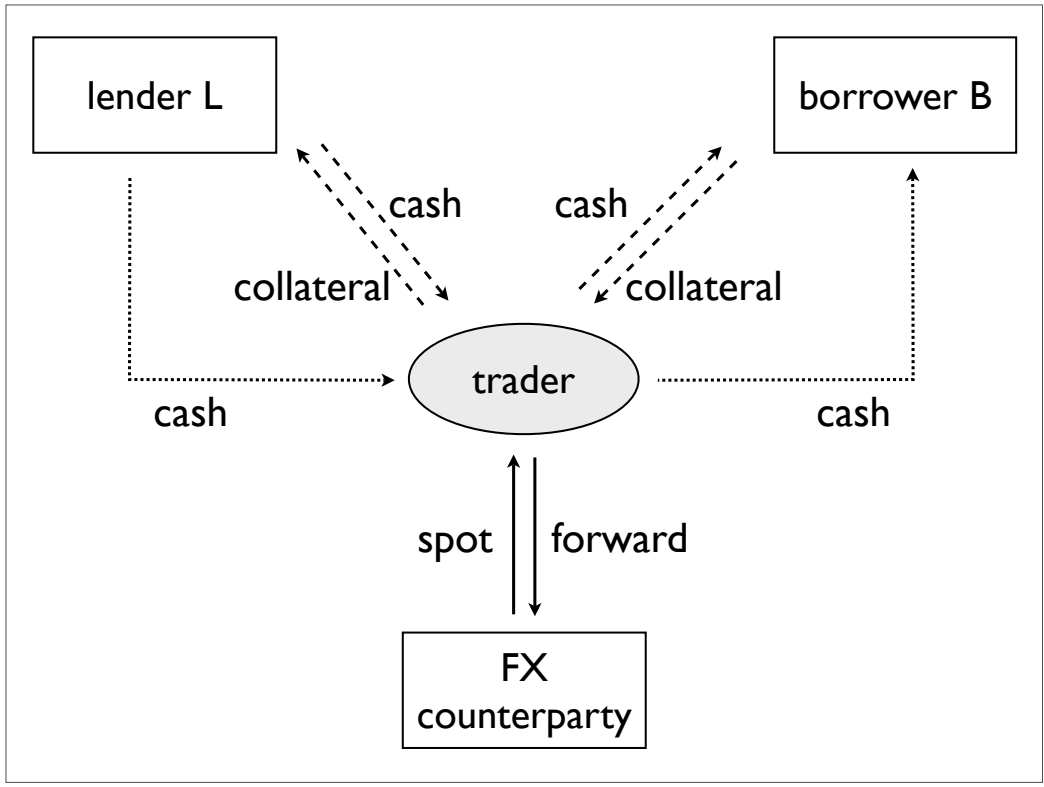 lender L
borrower B
cash
cash
collateral
collateral
trader
cash
cash
spot
forward
FX
counterparty